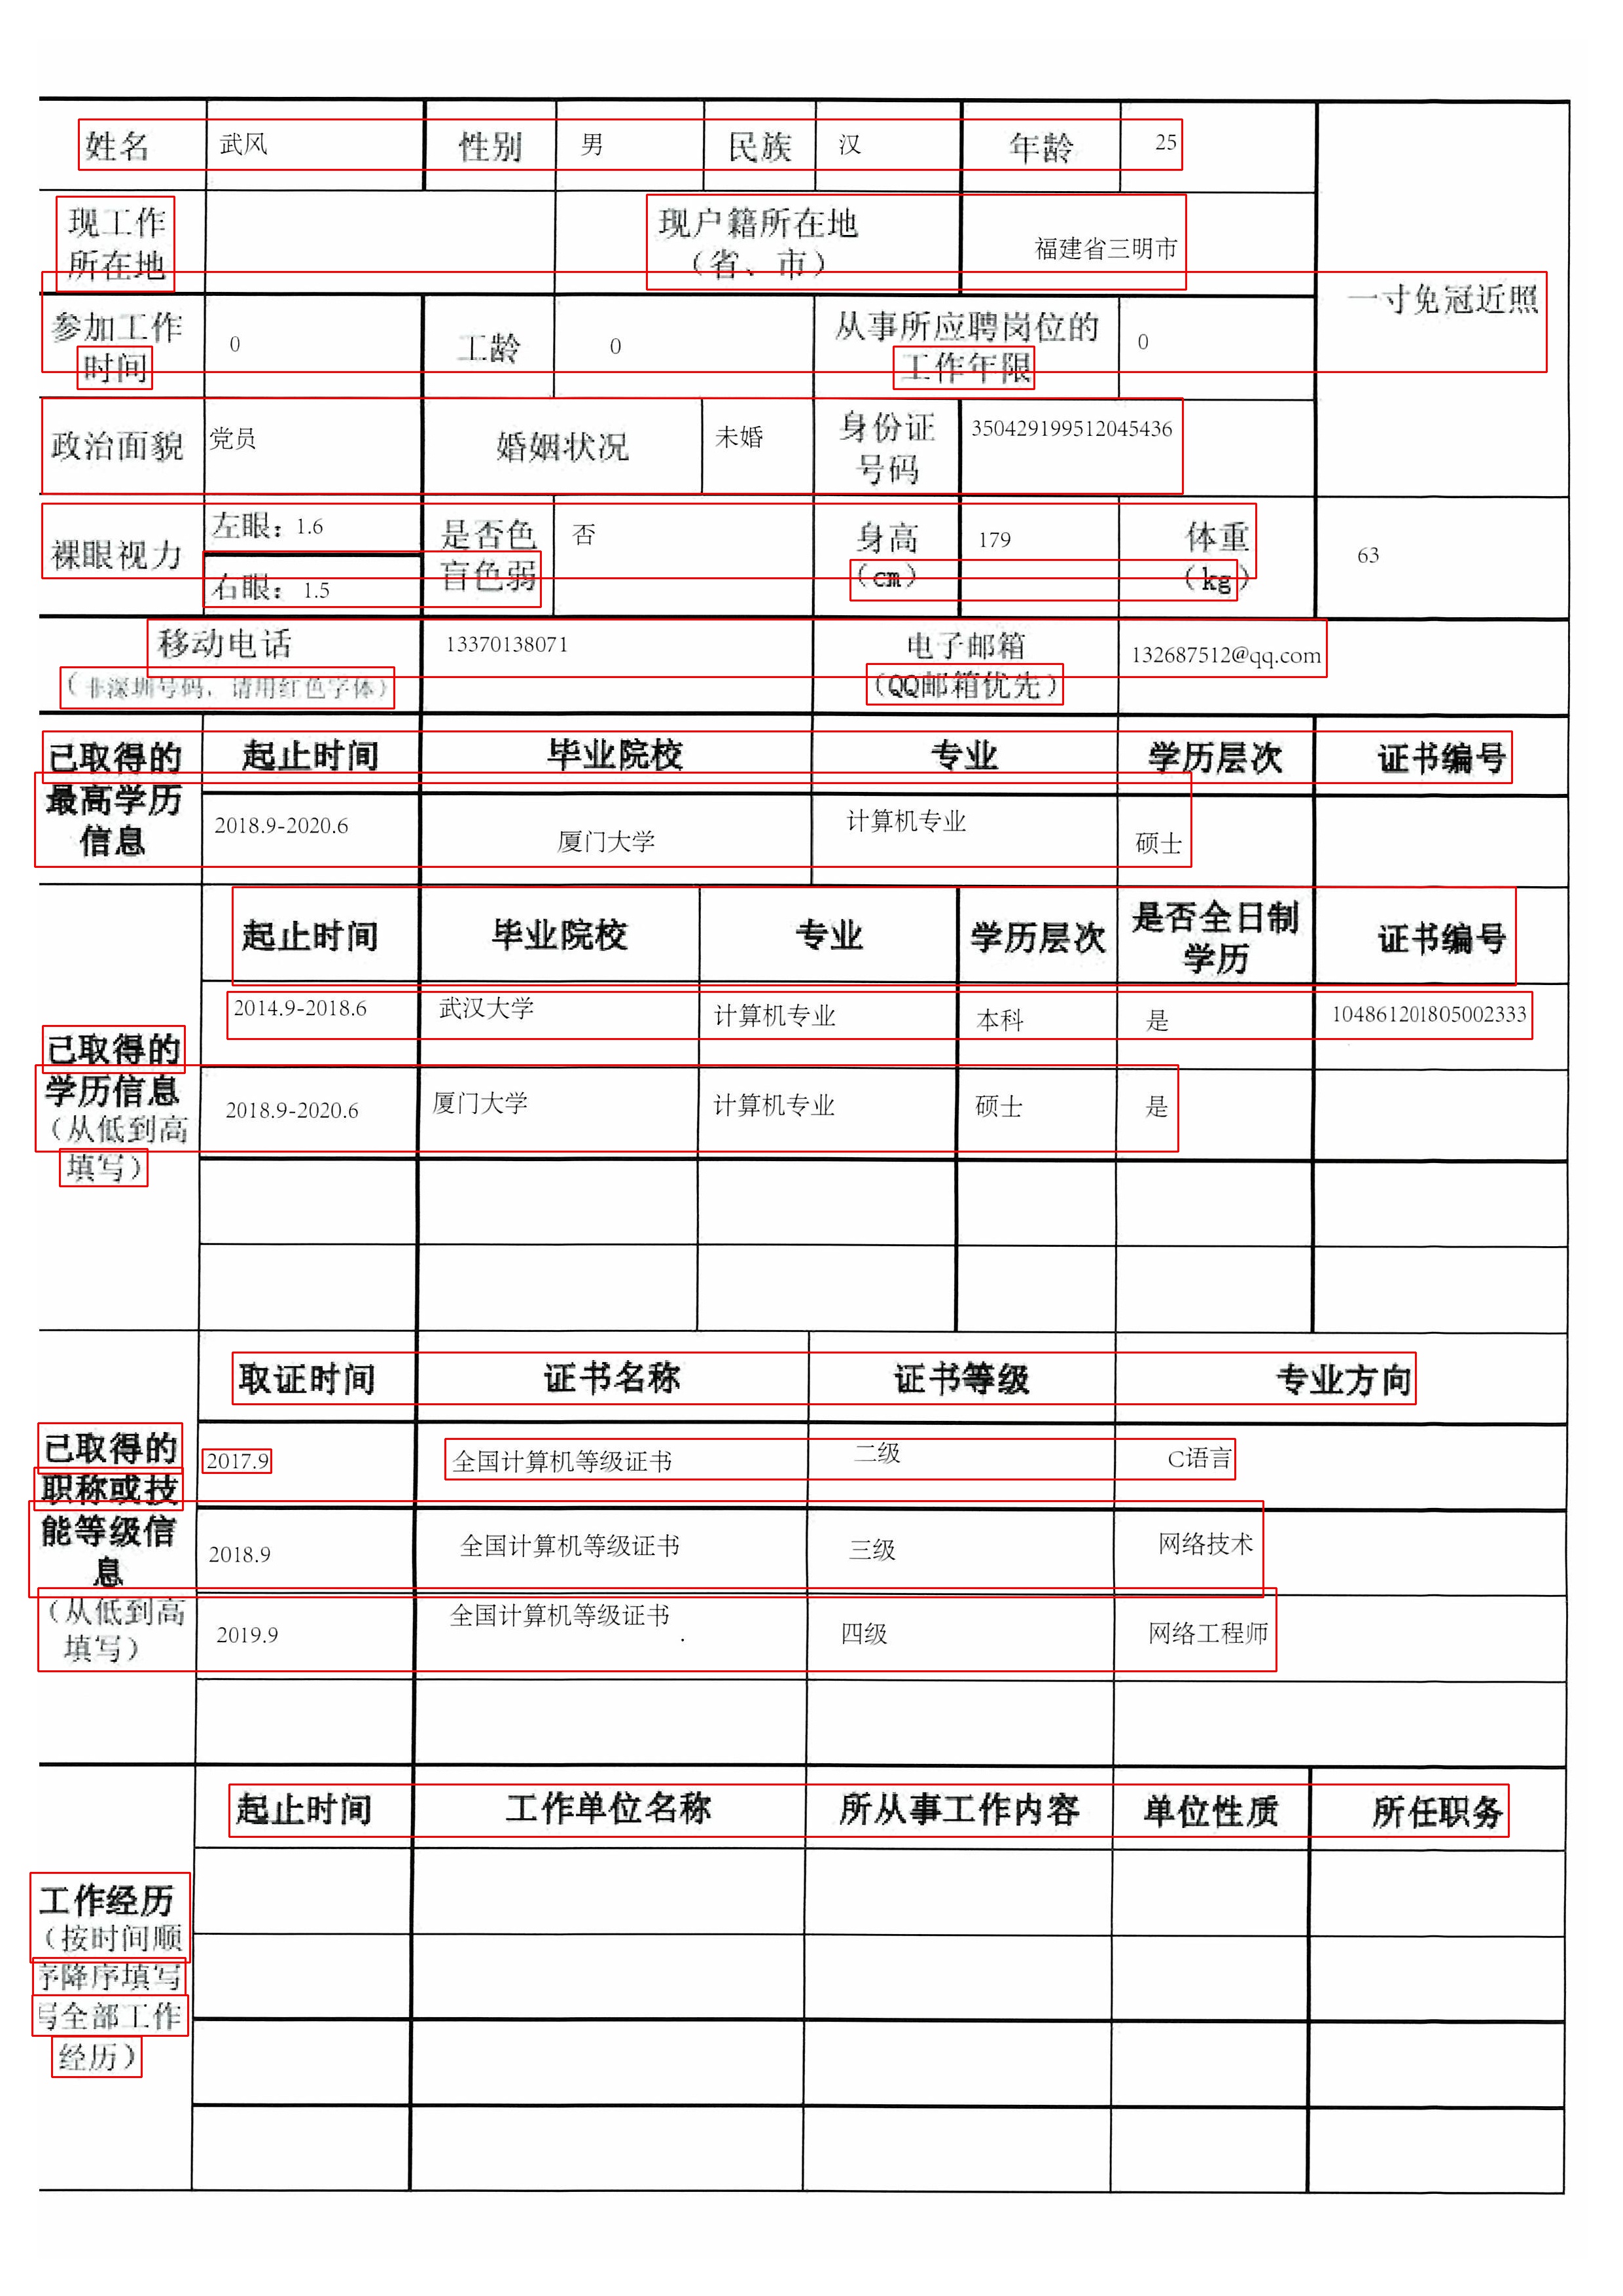 姓名 武风 性别 男 民族 汉 年龄 25
现工作 现户籍所在地
所在地 (省、市) 福建省三明市
一寸免冠近照
参加工作 从事所应聘岗位的
0 工龄 0 0
时间 工作年限
政治面貌 党员 婚姻状况 未婚 身份证 350429199512045436
号码
左眼: 1.6 是否色 否 身高 179 体重
裸眼视力 63
右眼: 1.5 盲色弱 (cm) (kg)
移动电话 13370138071 电子邮箱 132687512@qq.com
(非深圳号码，请用红色字体) (QQ邮箱优先)
已取得的 起止时间 毕业院校 专业 学历层次 证书编号
最高学历
信息 2018.9-2020.6 厦门大学 计算机专业 硕士
起止时间 毕业院校 专业 学历层次 是否全日制 证书编号
学历
2014.9-2018.6 武汉大学 计算机专业 本科 是 104861201805002333
已取得的
学历信息
2018.9-2020.6 厦门大学 计算机专业 硕士 是
(从低到高
填写)
取证时间 证书名称 证书等级 专业方向
已取得的 2017.9 全国计算机等级证书 二级 C语言
职称或技
能等级信
息 2018.9 全国计算机等级证书 三级 网络技术
(从低到高 2019.9 全国计算机等级证书 . 四级 网络工程师
填写)
起止时间 工作单位名称 所从事工作内容 单位性质 所任职务
工作经历
(按时间顺
序降序填写
写全部工作
经历)